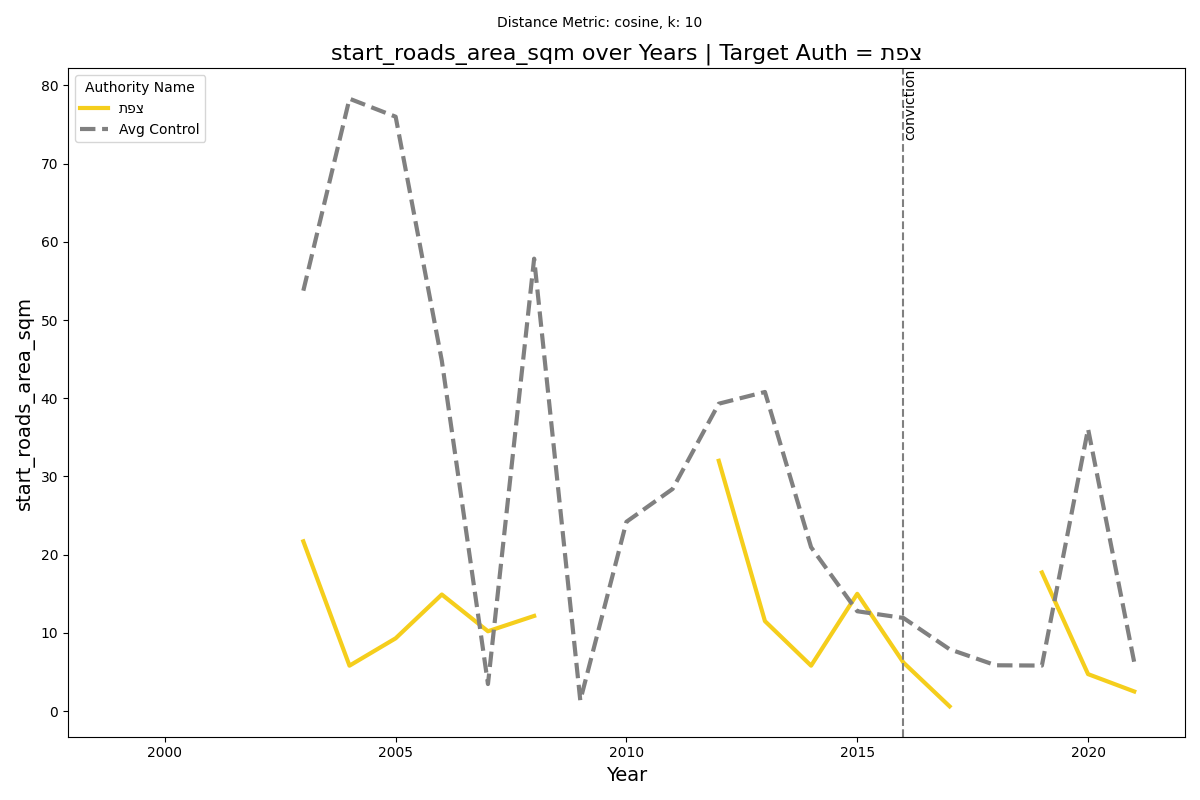 Distance Metric: cosine, k: 10
start_roads_area_sqm over Years | Target Auth = צפת
Authority Name
צפת
Avg Control
conviction
start_roads_area_sqm
80
70
60
50
40
30
20
10
0
2000 2005 2010 2015 2020
Year